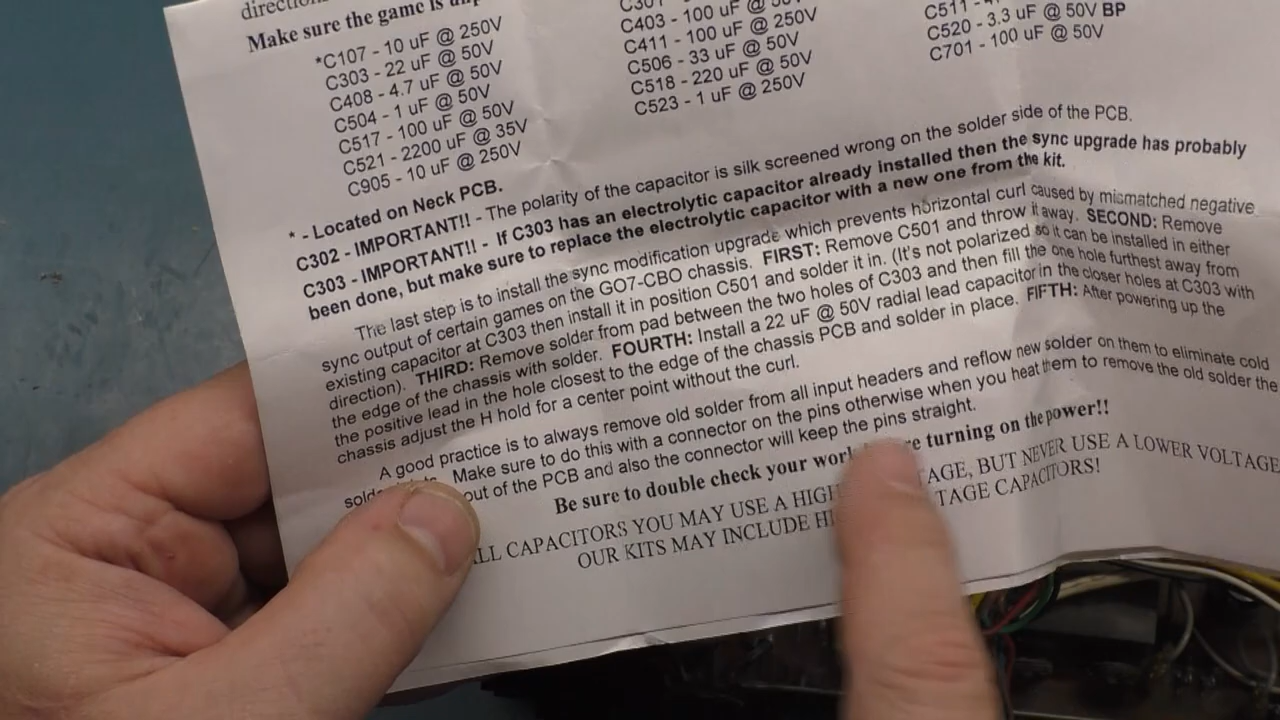 directions
Make sure the game is
*C107 - 10 uF @ 250V
C303 - 22 uF @ 50V
C408 - 4.7 uF @ 50V
C504 - 1 uF @ 50V
C517 - 100 uF @ 50V
C521 - 2200 uF @ 35V
C905 - 10 uF @ 250V
C403 - 100 uF @
C411 - 100 uF @ 250V
C506 - 33 uF @ 50V
C518 - 220 uF @ 50V
C523 - 1 uF @ 250V
C511 -
C520 - 3.3 uF @ 50V BP
C701 - 100 uF @ 50V
* - Located on Neck PCB.
C302 - IMPORTANT!! - The polarity of the capacitor is silk screened wrong on the solder side of the PCB.
C303 - IMPORTANT!! - If C303 has an electrolytic capacitor already installed then the sync upgrade has probably
been done, but make sure to replace the electrolytic capacitor with a new one from the kit.
The last step is to install the sync modification upgrade which prevents horizontal curl caused by mismatched negative
sync output of certain games on the GO7-CBO chassis. FIRST: Remove C501 and throw it away. SECOND: Remove
existing capacitor at C303 then install it in position C501 and solder it in. (It's not polarized so it can be installed in either
direction). THIRD: Remove solder from pad between the two holes of C303 and then fill the one hole furthest away from
the edge of the chassis with solder. FOURTH: Install a 22 uF @ 50V radial lead capacitor in the closer holes at C303 with
the positive lead in the hole closest to the edge of the chassis PCB and solder in place. FIFTH: After powering up the
chassis adjust the H hold for a center point without the curl.
A good practice is to always remove old solder from all input headers and reflow new solder on them to eliminate cold
Make sure to do this with a connector on the pins otherwise when you heat them to remove the old solder the
out of the PCB and also the connector will keep the pins straight.
Be sure to double check your work turning on the power!!
ALL CAPACITORS YOU MAY USE A HIGH TAGE, BUT NEVER USE A LOWER VOLTAGE
OUR KITS MAY INCLUDE HI TAGE CAPACITORS!